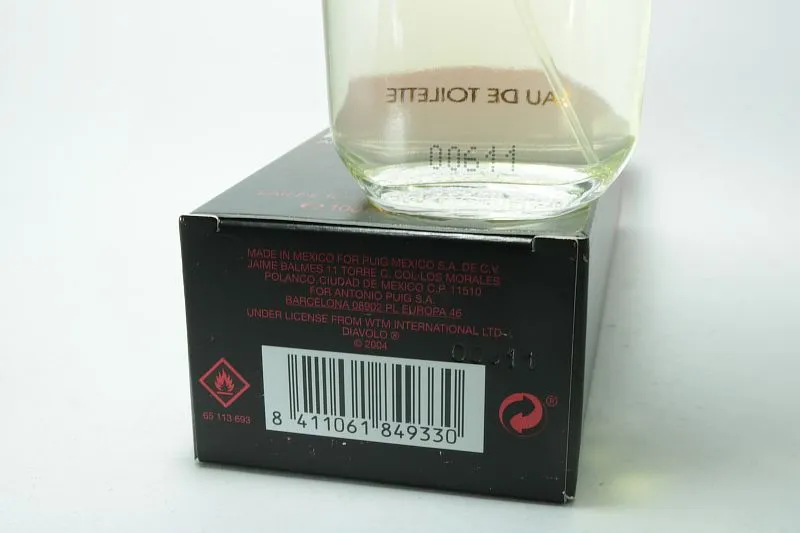 EAU DE TOILETTE
00611
MADE IN MEXICO FOR PUIG MEXICO S.A. DE C.V.
JAIME BALMES 11 TORRE C. COL. LOS MORALES
POLANCO, CIUDAD DE MEXICO C.P. 11510
FOR ANTONIO PUIG S.A.
BARCELONA 08902 PL EUROPA 46
UNDER LICENSE FROM WTM INTERNATIONAL LTD-
DIAVOLO ®
© 2004
65 113 693
8 411061 849330
®